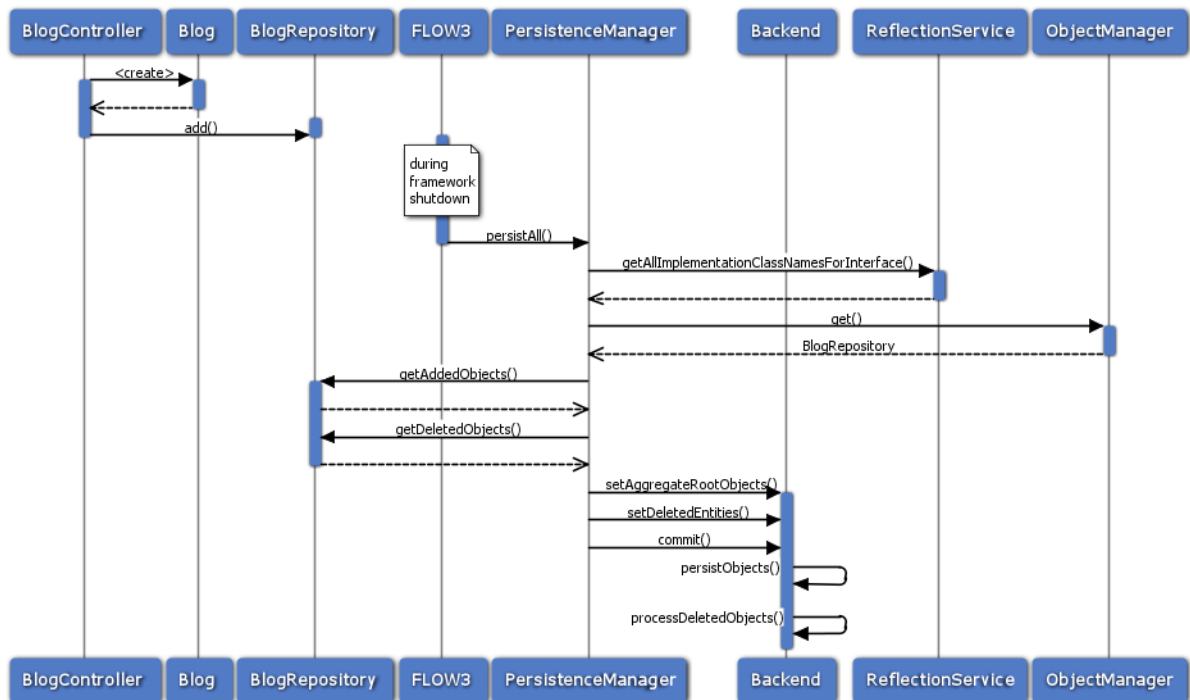 BlogController Blog BlogRepository FLOW3 PersistenceManager Backend ReflectionService ObjectManager
<create>
add()
during
framework
shutdown
persistAll()
getAllImplementationClassNamesForInterface()
get()
BlogRepository
getAddedObjects()
getDeletedObjects()
setAggregateRootObjects()
setDeletedEntities()
commit()
persistObjects()
processDeletedObjects()
BlogController Blog BlogRepository FLOW3 PersistenceManager Backend ReflectionService ObjectManager